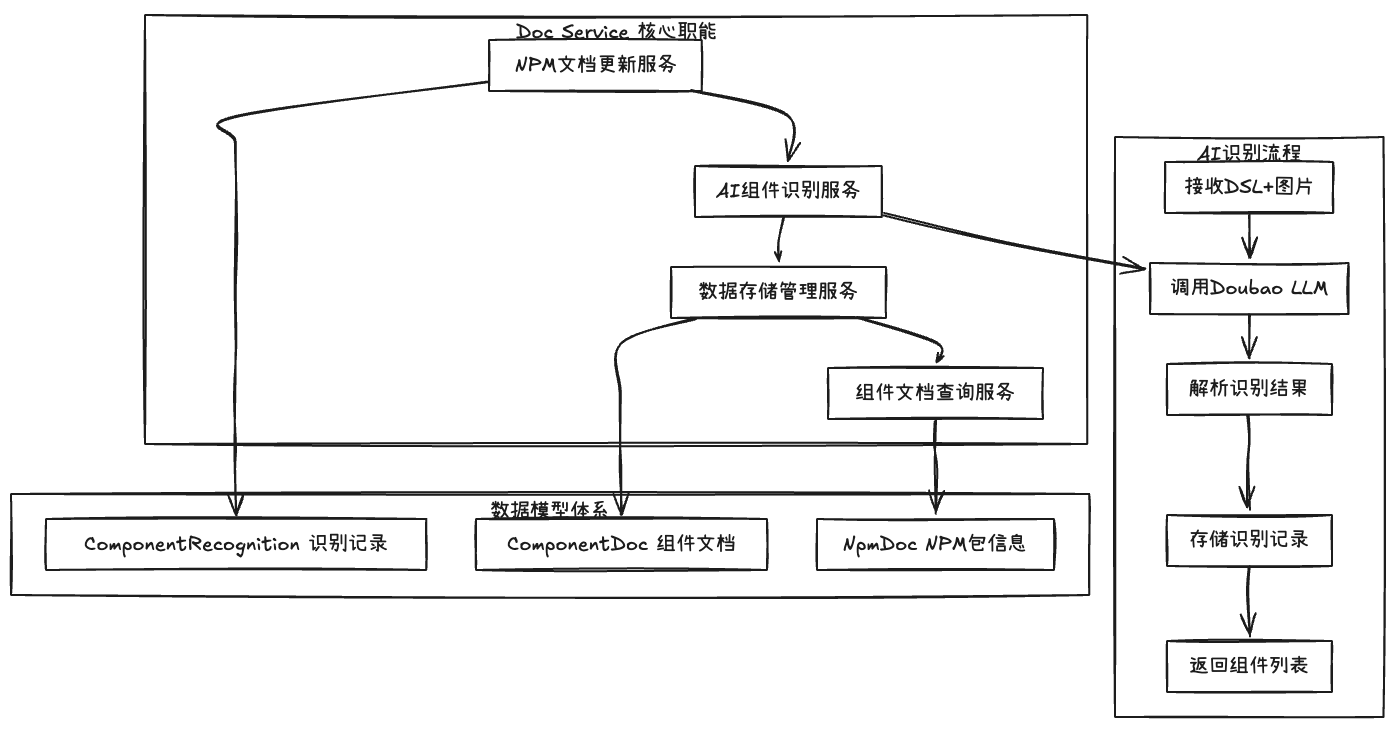 Doc Service 核心职能
NPM文档更新服务
AI组件识别服务
数据存储管理服务
组件文档查询服务
数据模型体系
ComponentRecognition 识别记录
ComponentDoc 组件文档
NpmDoc NPM包信息
AI识别流程
接收DSL+图片
调用Doubao LLM
解析识别结果
存储识别记录
返回组件列表